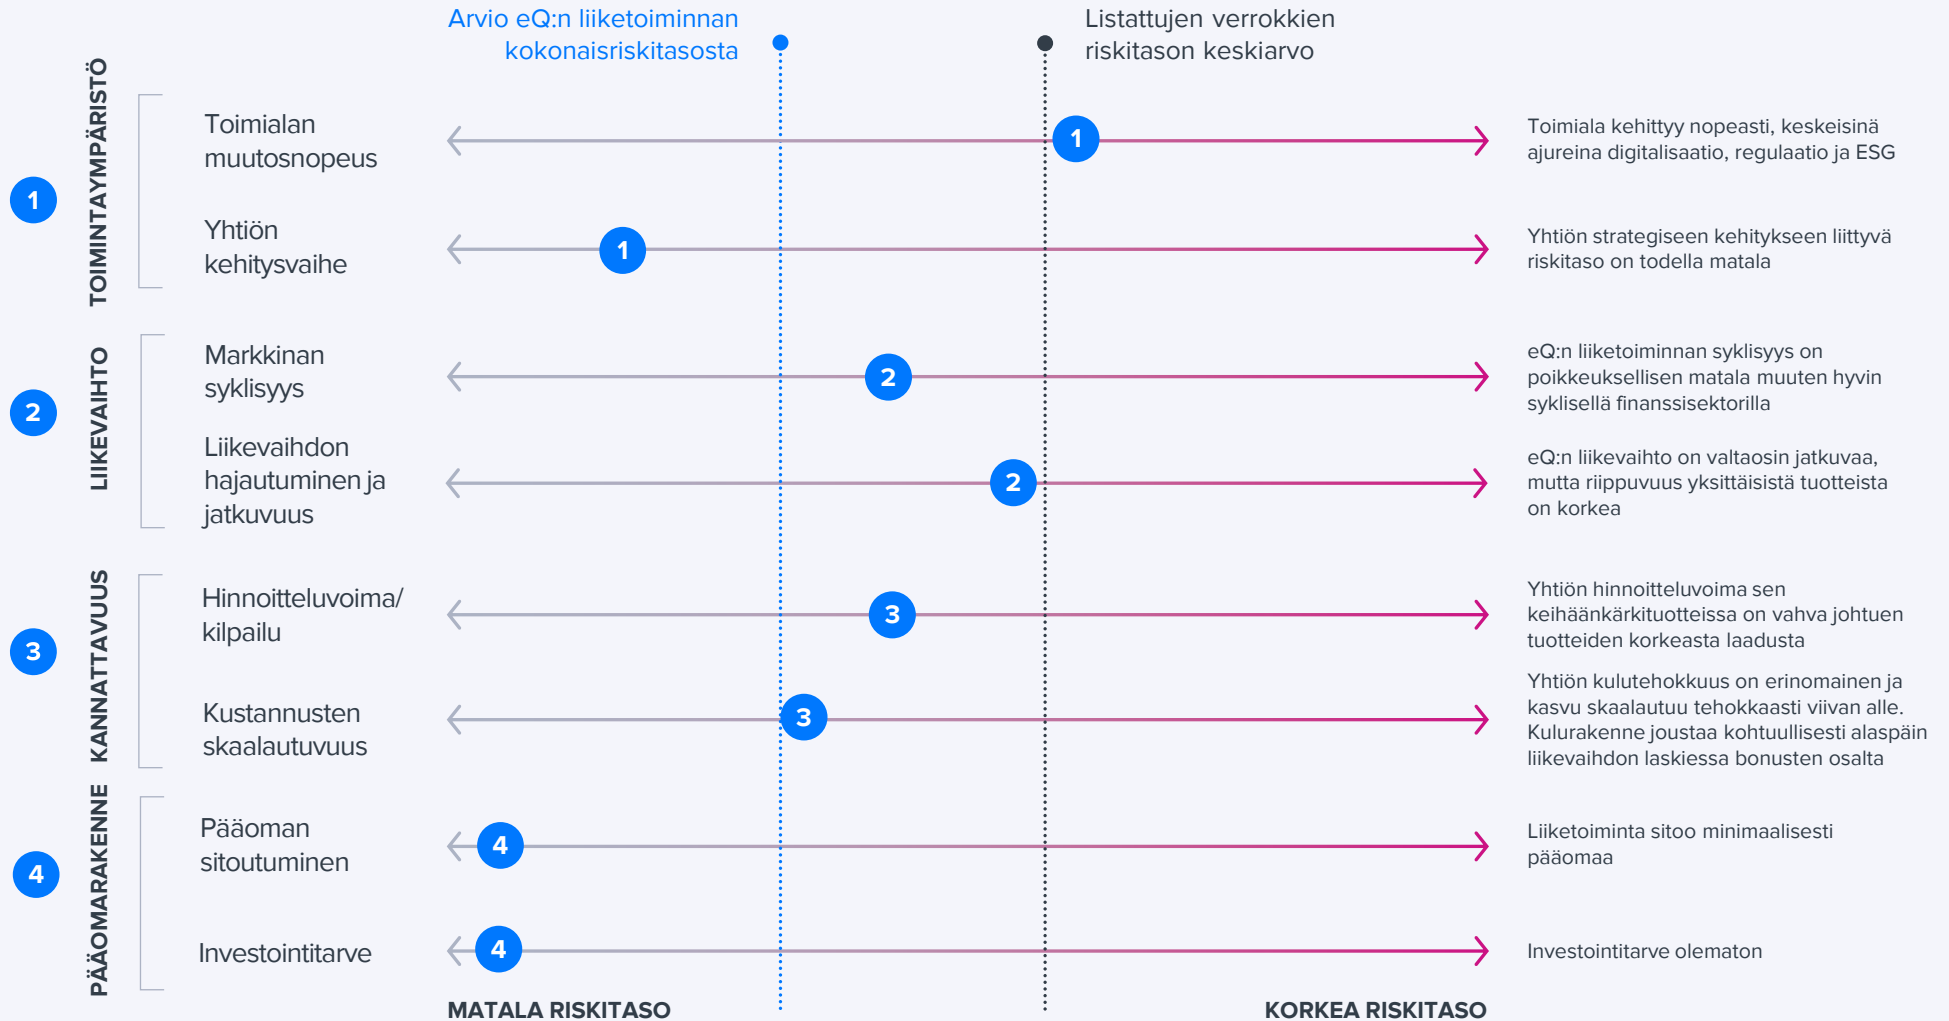 Arvio eQ:n liiketoiminnan
kokonaisriskitasosta
Listattujen verrokkien
riskitason keskiarvo
1
TOIMINTAYMPÄRISTÖ
Toimialan
muutosnopeus
1
Toimiala kehittyy nopeasti, keskeisinä
ajureina digitalisaatio, regulaatio ja ESG
Yhtiön
kehitysvaihe
1
Yhtiön strategiseen kehitykseen liittyvä
riskitaso on todella matala
2
LIIKEVAIHTO
Markkinan
syklisyys
2
eQ:n liiketoiminnan syklisyys on
poikkeuksellisen matala muuten hyvin
syklisellä finanssisektorilla
Liikevaihdon
hajautuminen ja
jatkuvuus
2
eQ:n liikevaihto on valtaosin jatkuvaa,
mutta riippuvuus yksittäisistä tuotteista
on korkea
3
KANNATTAVUUS
Hinnoitteluvoima/
kilpailu
3
Yhtiön hinnoitteluvoima sen
keihäänkärkituotteissa on vahva johtuen
tuotteiden korkeasta laadusta
Kustannusten
skaalautuvuus
3
Yhtiön kulutehokkuus on erinomainen ja
kasvu skaalautuu tehokkaasti viivan alle.
Kulurakenne joustaa kohtuullisesti alaspäin
liikevaihdon laskiessa bonusten osalta
4
PÄÄOMARAKENNE
Pääoman
sitoutuminen
4
Liiketoiminta sitoo minimaalisesti
pääomaa
Investointitarve
4
Investointitarve olematon
MATALA RISKITASO
KORKEA RISKITASO